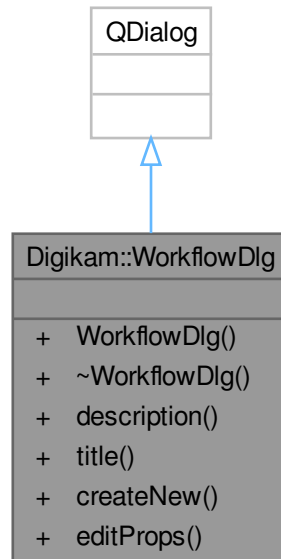 QDialog
Digikam::WorkflowDlg
+ WorkflowDlg()
+ ~WorkflowDlg()
+ description()
+ title()
+ createNew()
+ editProps()